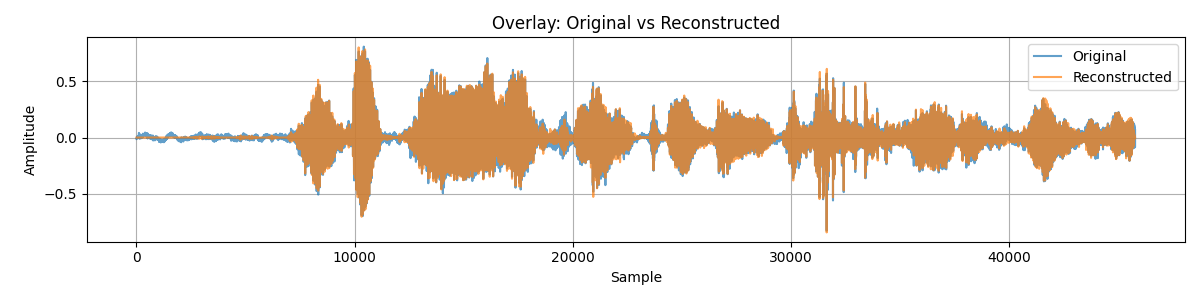 Overlay: Original vs Reconstructed
Original
Reconstructed
Amplitude
0.5
0.0
−0.5
0
10000
20000
30000
40000
Sample